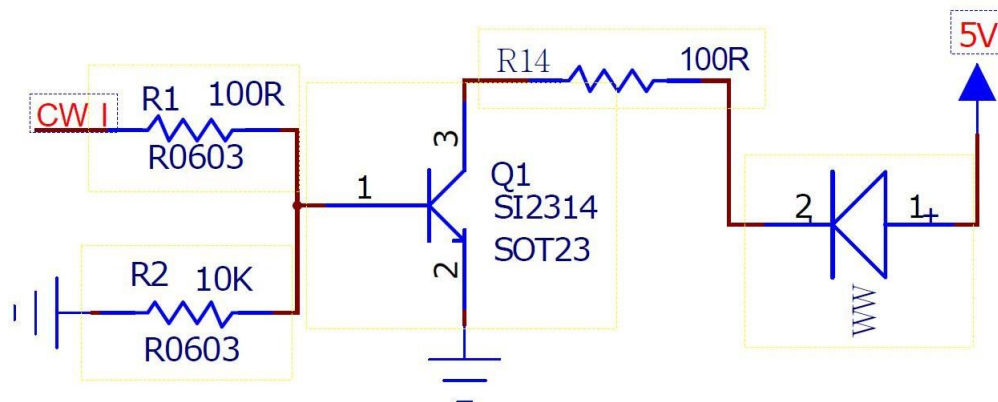 5V
R14 100R
R1 100R
CW I
R0603
3
1
Q1
SI2314
SOT23
2
2 1+
WW
R2 10K
R0603